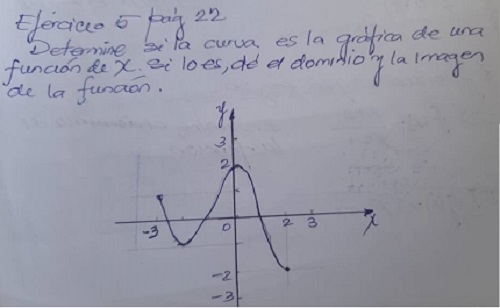 Ejercicio 5 pág 22
Determine si la curva es la gráfica de una
función de x. Si lo es, dé el dominio y la imagen
de la función.
y
3
2
-3 0 2 3 x
-2
-3